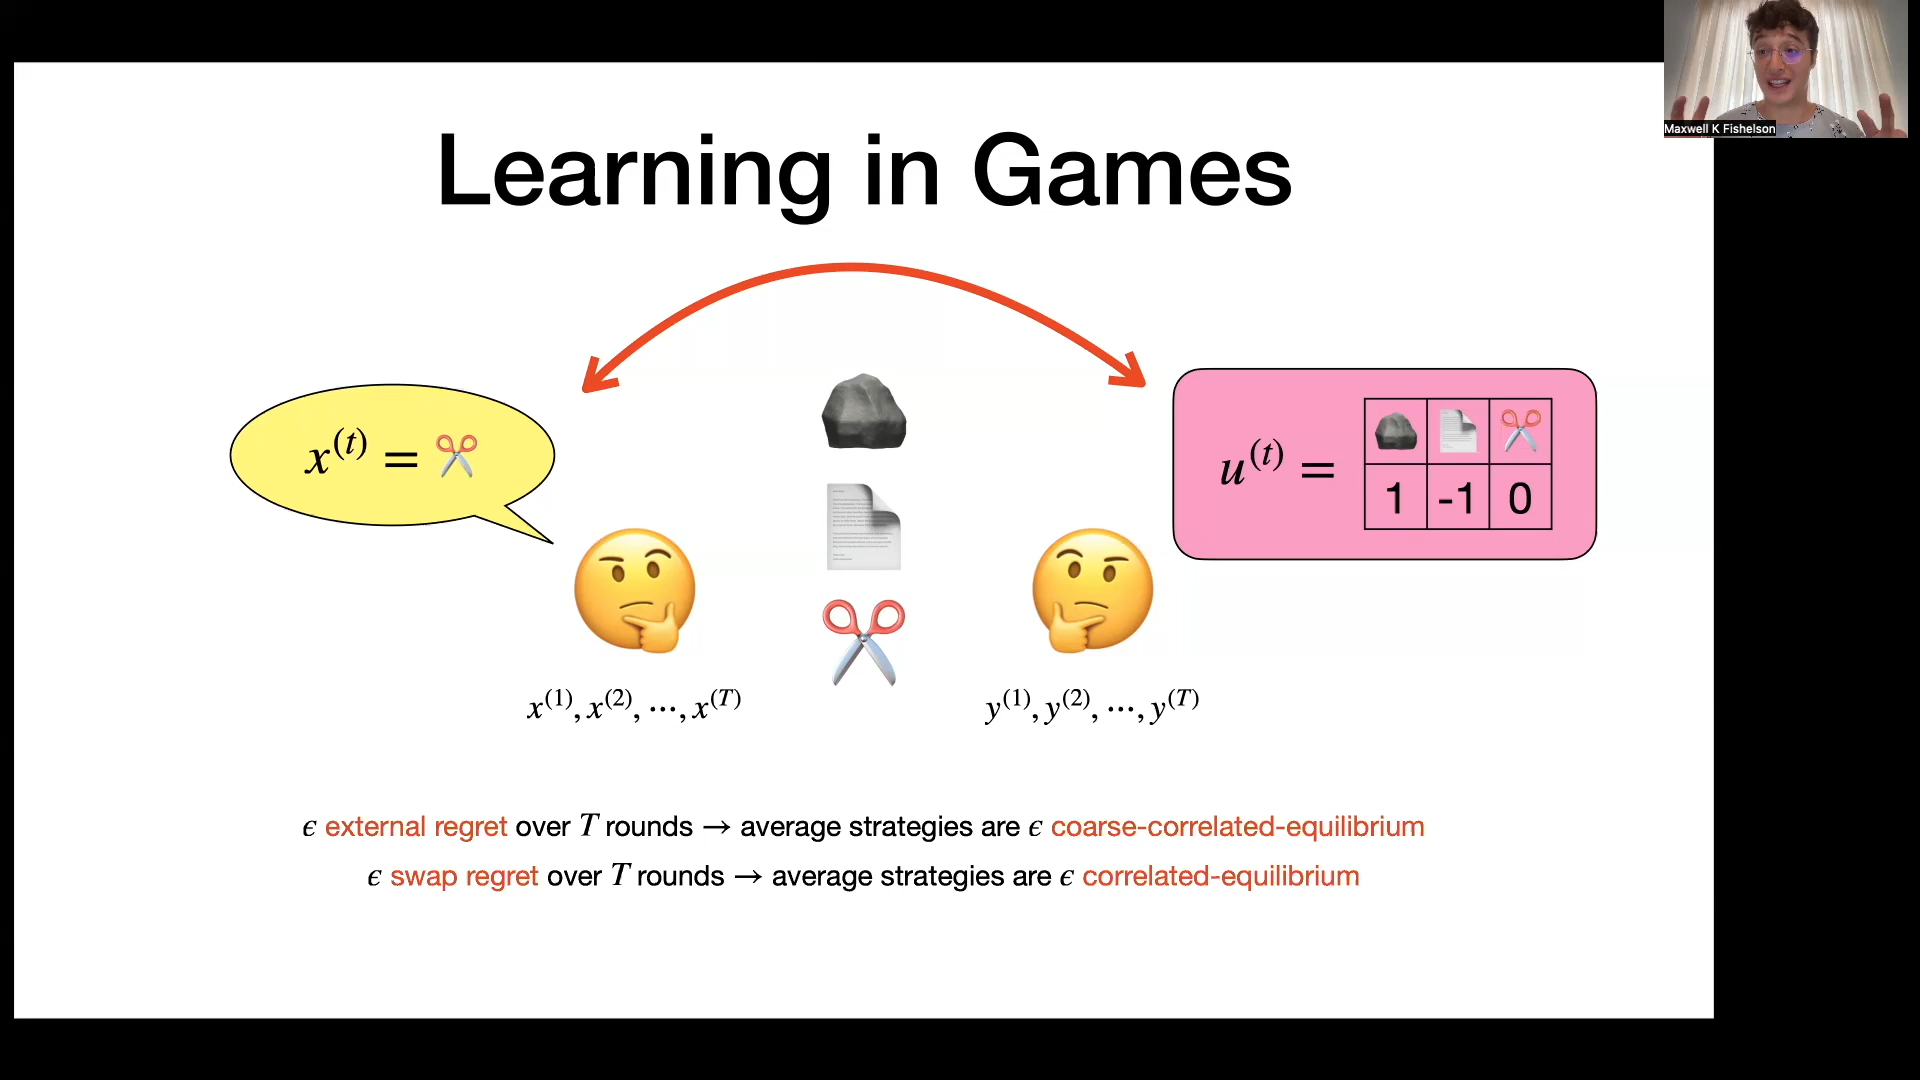 Maxwell K Fishelson
Learning in Games
x^(t) =
u^(t) =
1 -1 0
x^(1), x^(2), ⋯, x^(T)
y^(1), y^(2), ⋯, y^(T)
ϵ external regret over T rounds → average strategies are ϵ coarse-correlated-equilibrium
ϵ swap regret over T rounds → average strategies are ϵ correlated-equilibrium